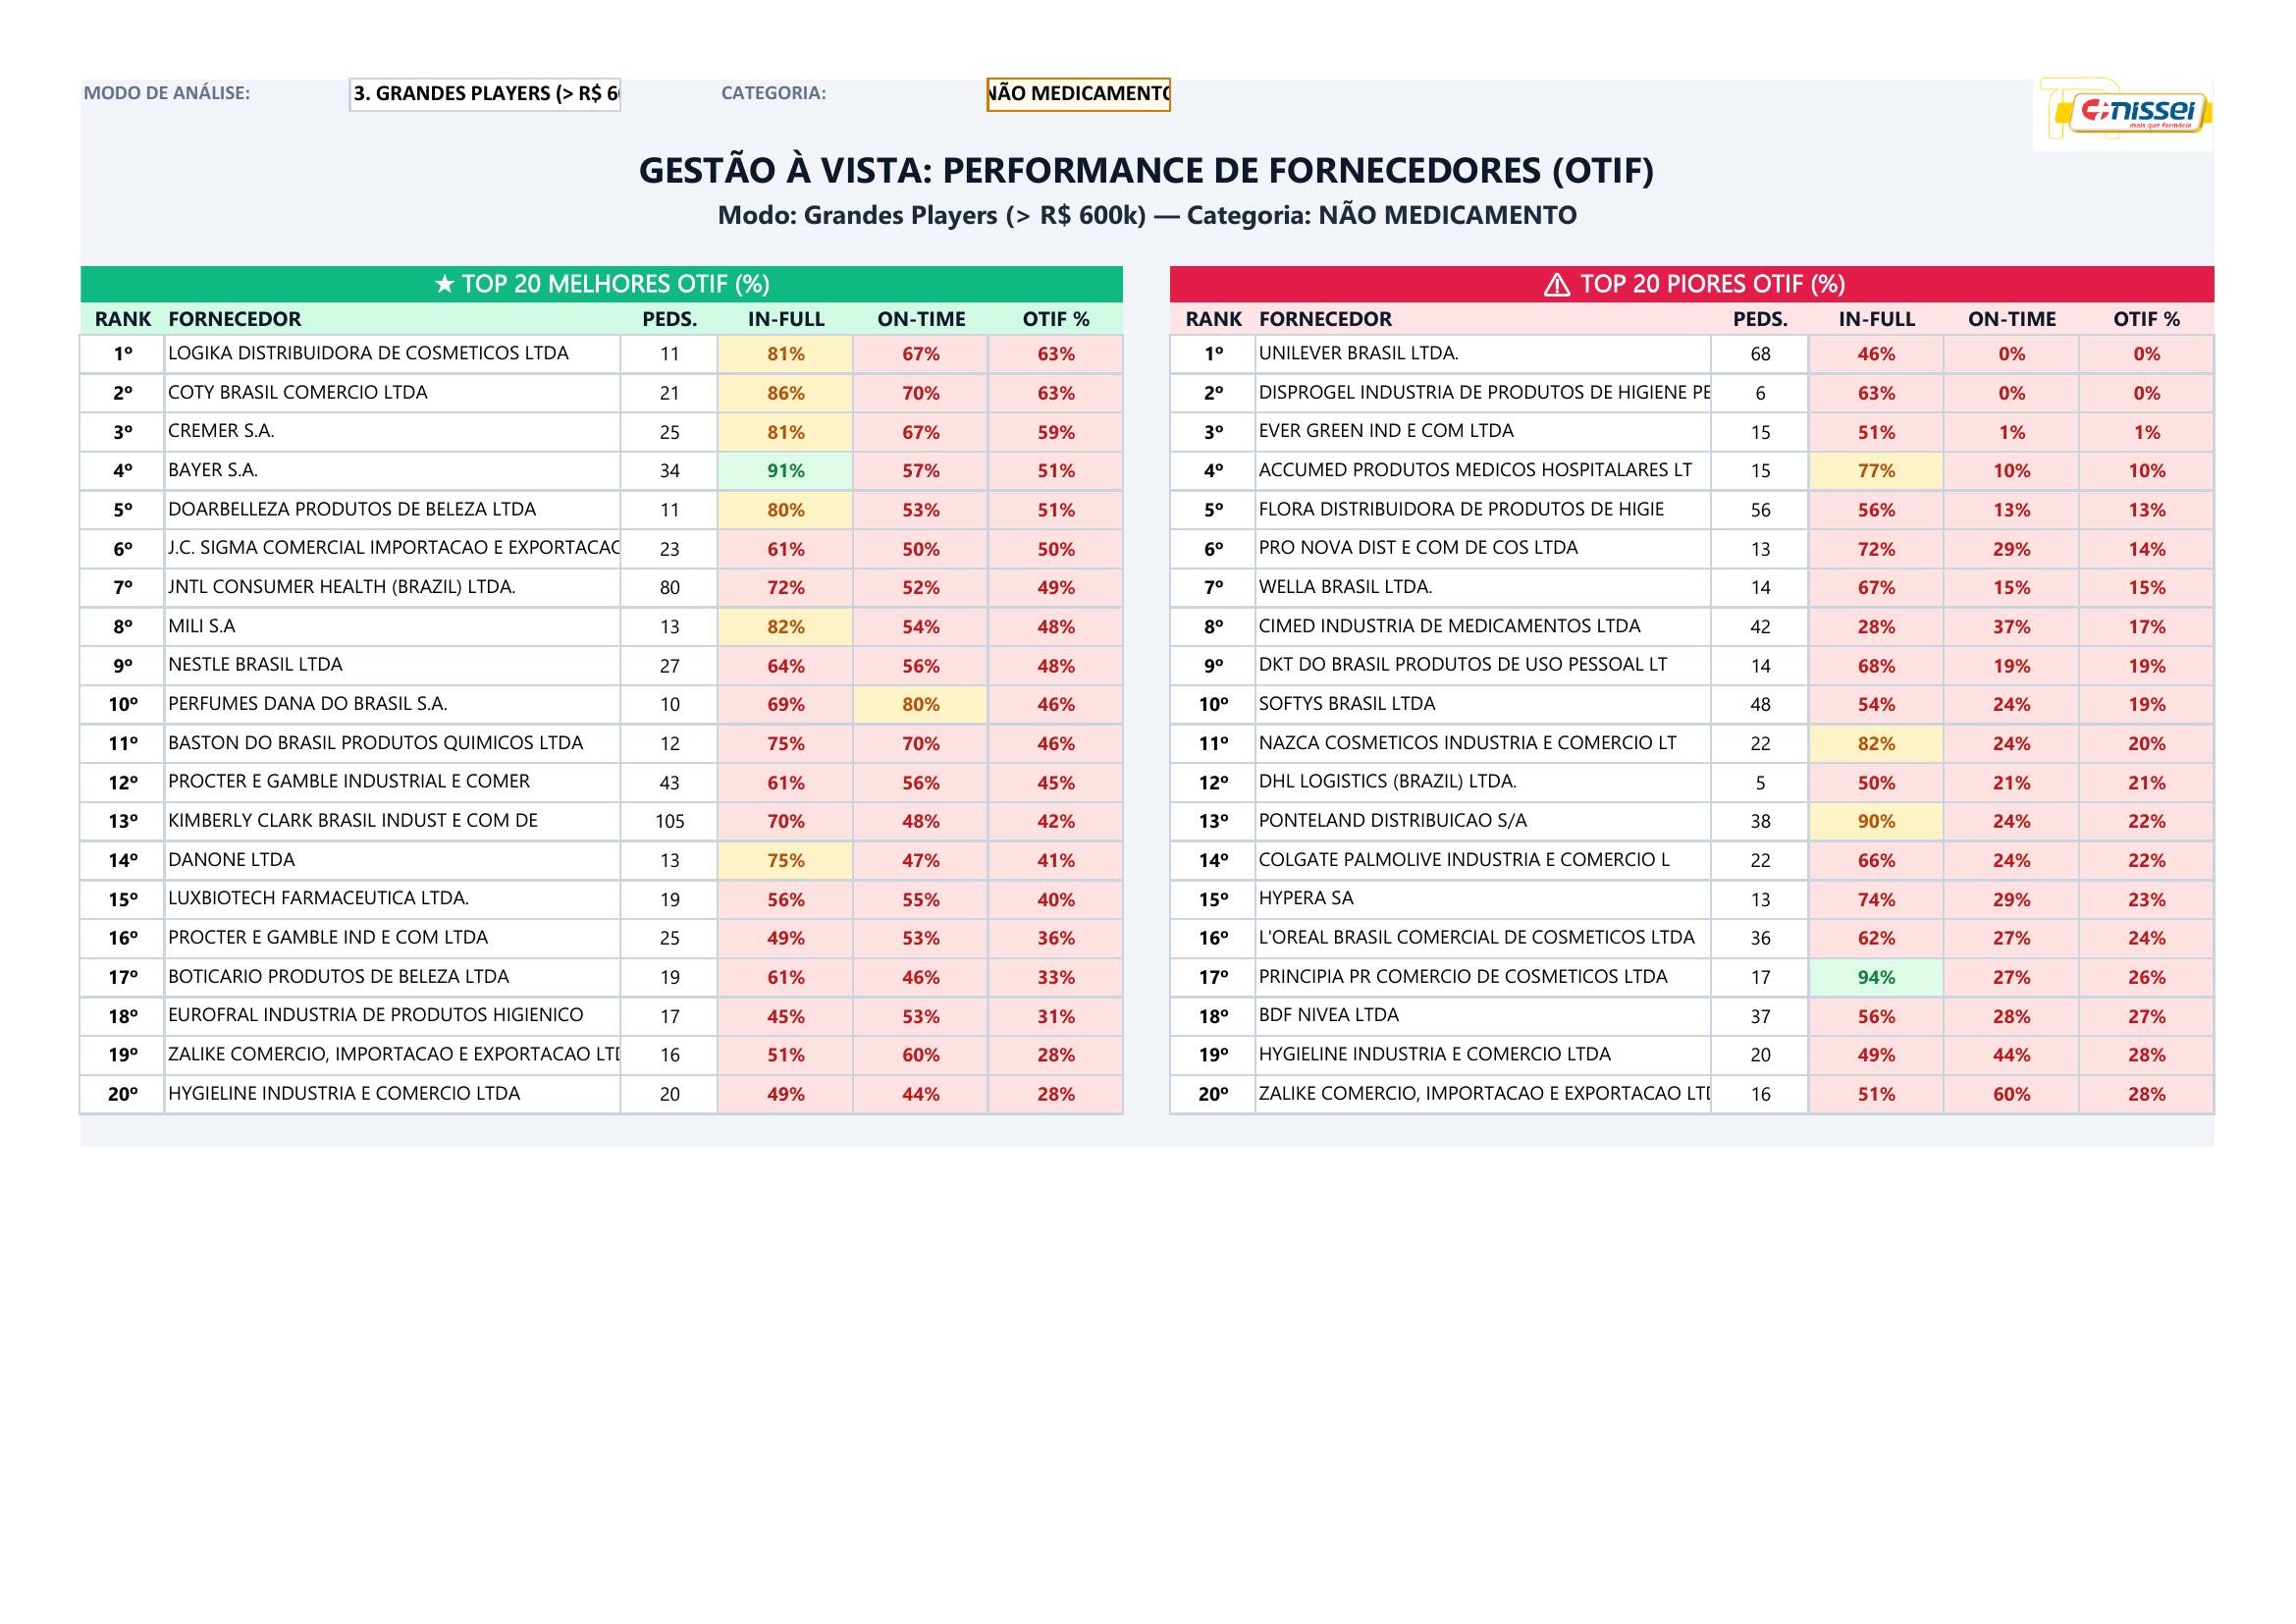 MODO DE ANÁLISE: 3. GRANDES PLAYERS (> R$ 6 CATEGORIA: NÃO MEDICAMENTO
nissei
mais que farmácia
GESTÃO À VISTA: PERFORMANCE DE FORNECEDORES (OTIF)
Modo: Grandes Players (> R$ 600k) — Categoria: NÃO MEDICAMENTO
★ TOP 20 MELHORES OTIF (%)
RANK FORNECEDOR PEDS. IN-FULL ON-TIME OTIF %
1º LOGIKA DISTRIBUIDORA DE COSMETICOS LTDA 11 81% 67% 63%
2º COTY BRASIL COMERCIO LTDA 21 86% 70% 63%
3º CREMER S.A. 25 81% 67% 59%
4º BAYER S.A. 34 91% 57% 51%
5º DOARBELLEZA PRODUTOS DE BELEZA LTDA 11 80% 53% 51%
6º J.C. SIGMA COMERCIAL IMPORTACAO E EXPORTACAO 23 61% 50% 50%
7º JNTL CONSUMER HEALTH (BRAZIL) LTDA. 80 72% 52% 49%
8º MILI S.A 13 82% 54% 48%
9º NESTLE BRASIL LTDA 27 64% 56% 48%
10º PERFUMES DANA DO BRASIL S.A. 10 69% 80% 46%
11º BASTON DO BRASIL PRODUTOS QUIMICOS LTDA 12 75% 70% 46%
12º PROCTER E GAMBLE INDUSTRIAL E COMER 43 61% 56% 45%
13º KIMBERLY CLARK BRASIL INDUST E COM DE 105 70% 48% 42%
14º DANONE LTDA 13 75% 47% 41%
15º LUXBIOTECH FARMACEUTICA LTDA. 19 56% 55% 40%
16º PROCTER E GAMBLE IND E COM LTDA 25 49% 53% 36%
17º BOTICARIO PRODUTOS DE BELEZA LTDA 19 61% 46% 33%
18º EUROFRAL INDUSTRIA DE PRODUTOS HIGIENICO 17 45% 53% 31%
19º ZALIKE COMERCIO, IMPORTACAO E EXPORTACAO LTD 16 51% 60% 28%
20º HYGIELINE INDUSTRIA E COMERCIO LTDA 20 49% 44% 28%
⚠ TOP 20 PIORES OTIF (%)
RANK FORNECEDOR PEDS. IN-FULL ON-TIME OTIF %
1º UNILEVER BRASIL LTDA. 68 46% 0% 0%
2º DISPROGEL INDUSTRIA DE PRODUTOS DE HIGIENE PE 6 63% 0% 0%
3º EVER GREEN IND E COM LTDA 15 51% 1% 1%
4º ACCUMED PRODUTOS MEDICOS HOSPITALARES LT 15 77% 10% 10%
5º FLORA DISTRIBUIDORA DE PRODUTOS DE HIGIE 56 56% 13% 13%
6º PRO NOVA DIST E COM DE COS LTDA 13 72% 29% 14%
7º WELLA BRASIL LTDA. 14 67% 15% 15%
8º CIMED INDUSTRIA DE MEDICAMENTOS LTDA 42 28% 37% 17%
9º DKT DO BRASIL PRODUTOS DE USO PESSOAL LT 14 68% 19% 19%
10º SOFTYS BRASIL LTDA 48 54% 24% 19%
11º NAZCA COSMETICOS INDUSTRIA E COMERCIO LT 22 82% 24% 20%
12º DHL LOGISTICS (BRAZIL) LTDA. 5 50% 21% 21%
13º PONTELAND DISTRIBUICAO S/A 38 90% 24% 22%
14º COLGATE PALMOLIVE INDUSTRIA E COMERCIO L 22 66% 24% 22%
15º HYPERA SA 13 74% 29% 23%
16º L'OREAL BRASIL COMERCIAL DE COSMETICOS LTDA 36 62% 27% 24%
17º PRINCIPIA PR COMERCIO DE COSMETICOS LTDA 17 94% 27% 26%
18º BDF NIVEA LTDA 37 56% 28% 27%
19º HYGIELINE INDUSTRIA E COMERCIO LTDA 20 49% 44% 28%
20º ZALIKE COMERCIO, IMPORTACAO E EXPORTACAO LTD 16 51% 60% 28%